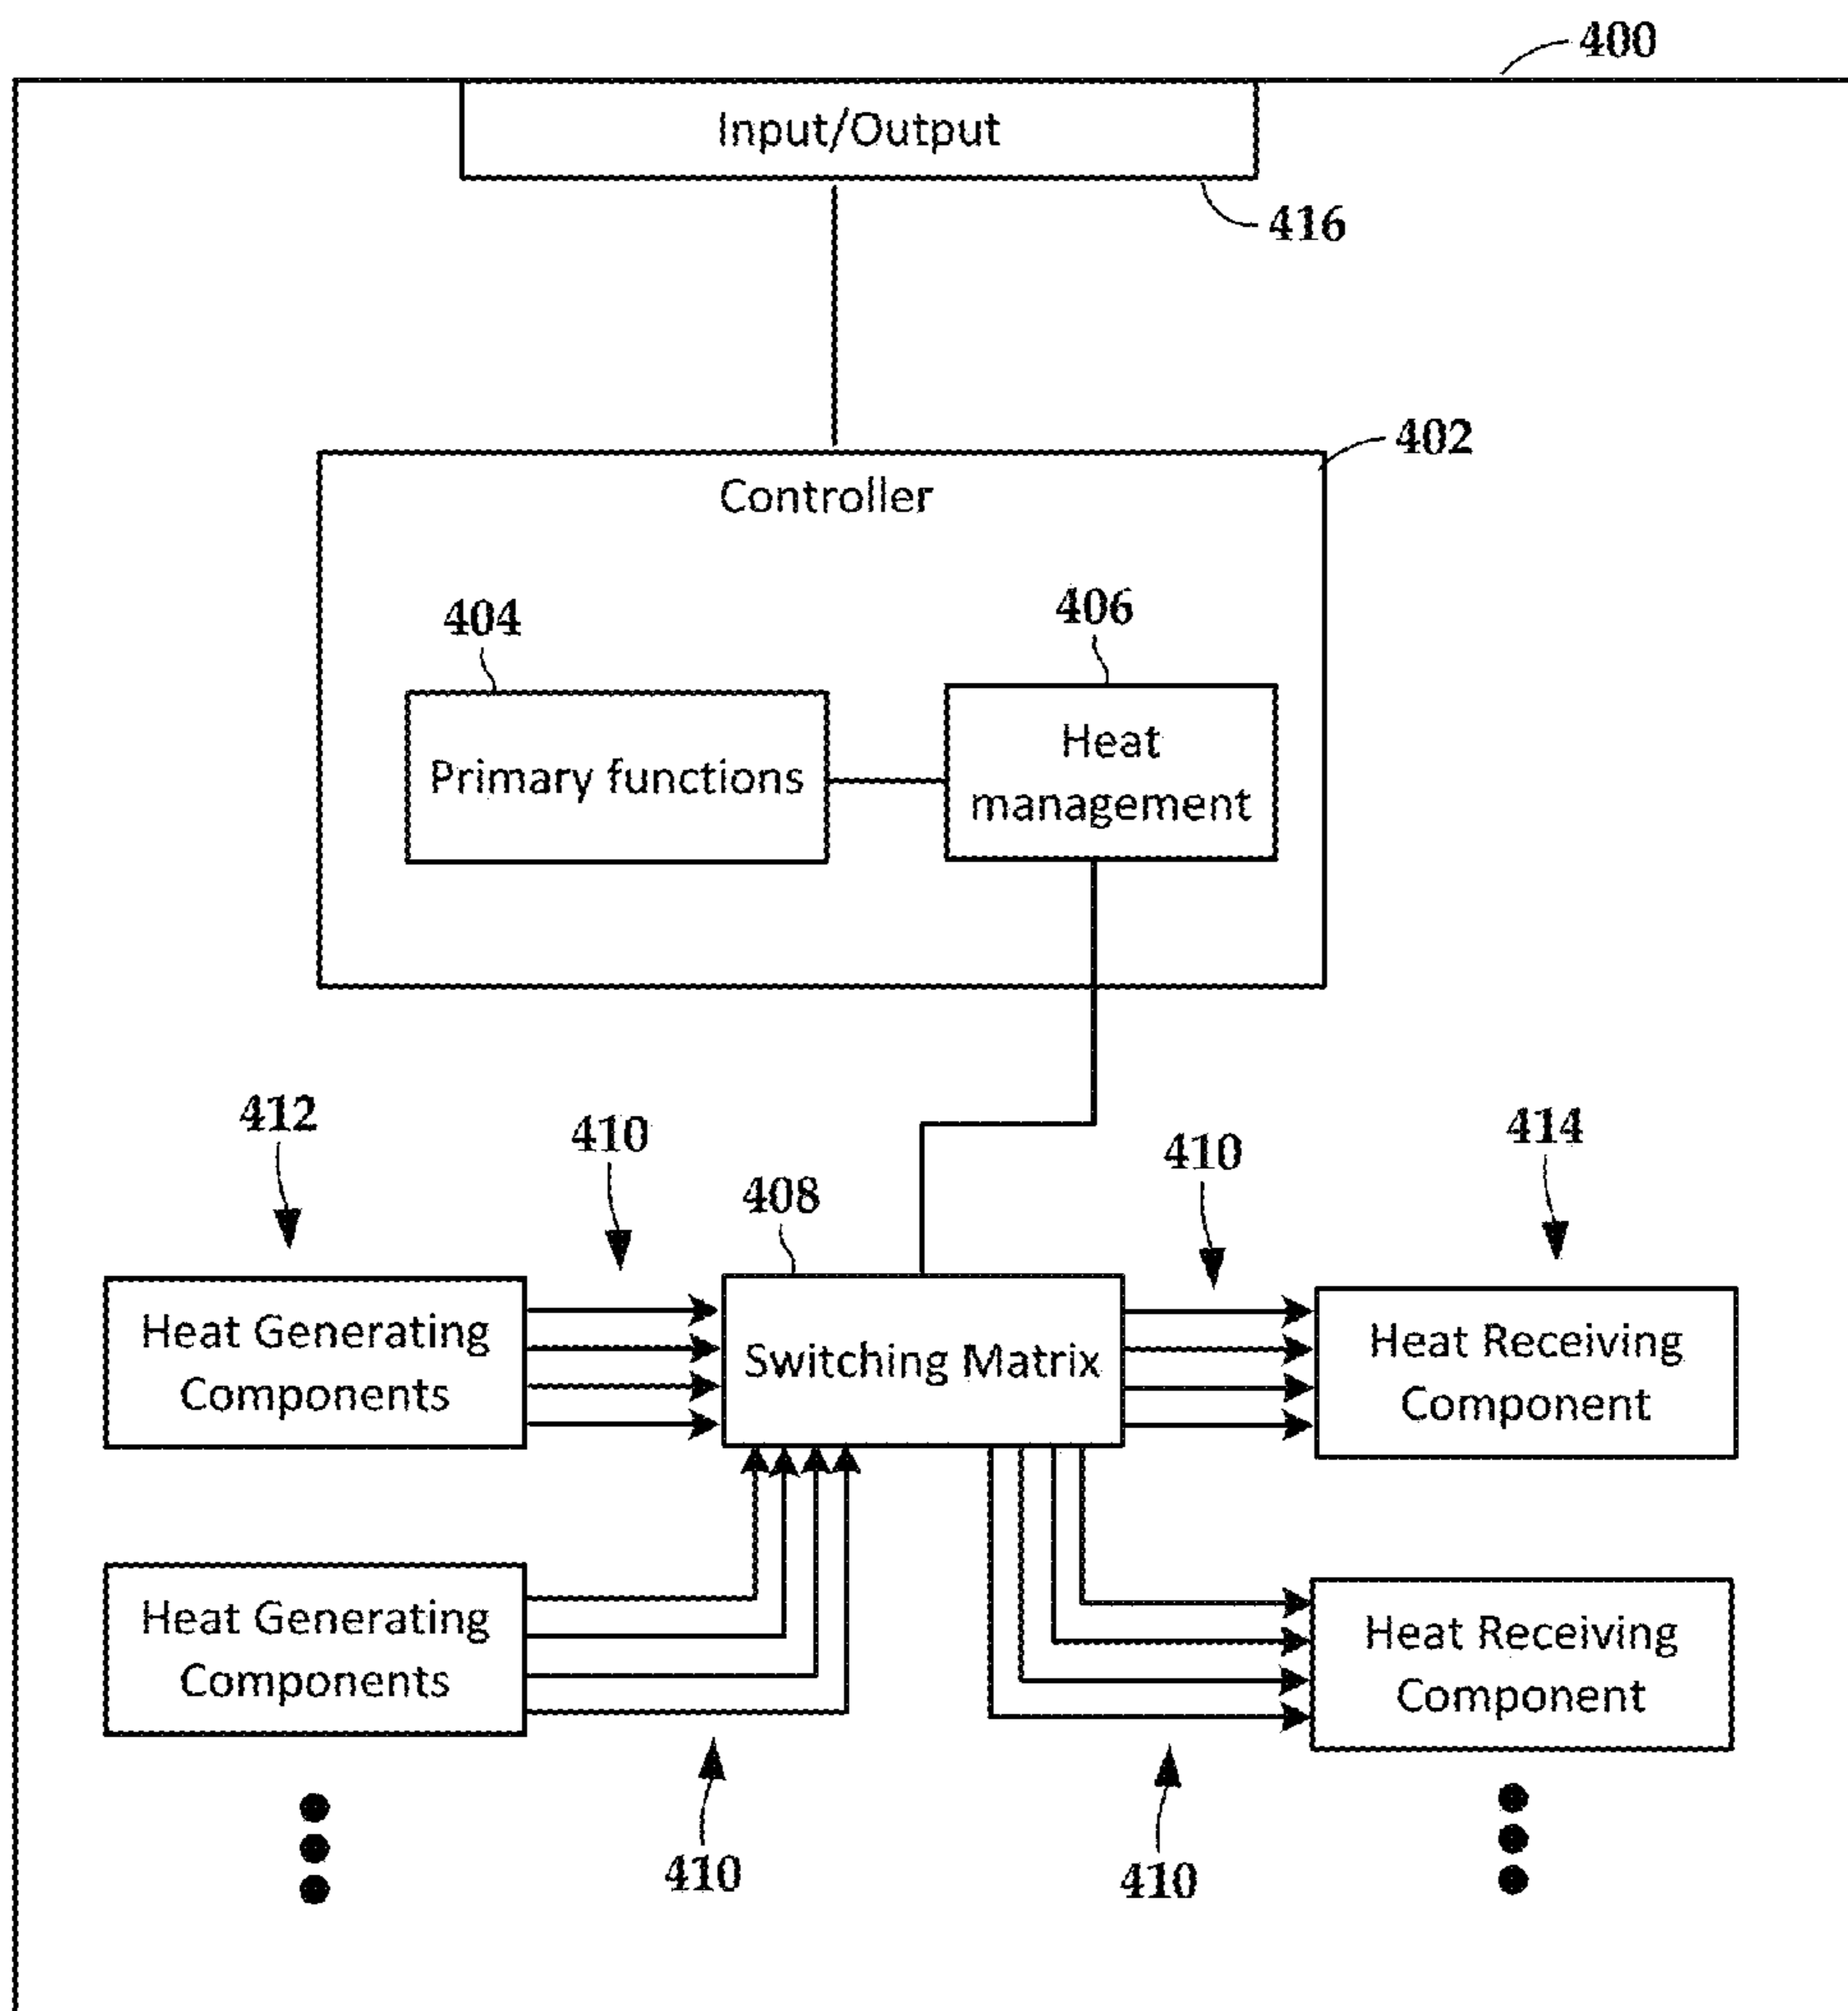 400
Input/Output
416
402
Controller
404
406
Primary functions
Heat
management
412
410
408
410
414
Heat Generating
Components
Switching Matrix
Heat Receiving
Component
Heat Generating
Components
Heat Receiving
Component
410
410